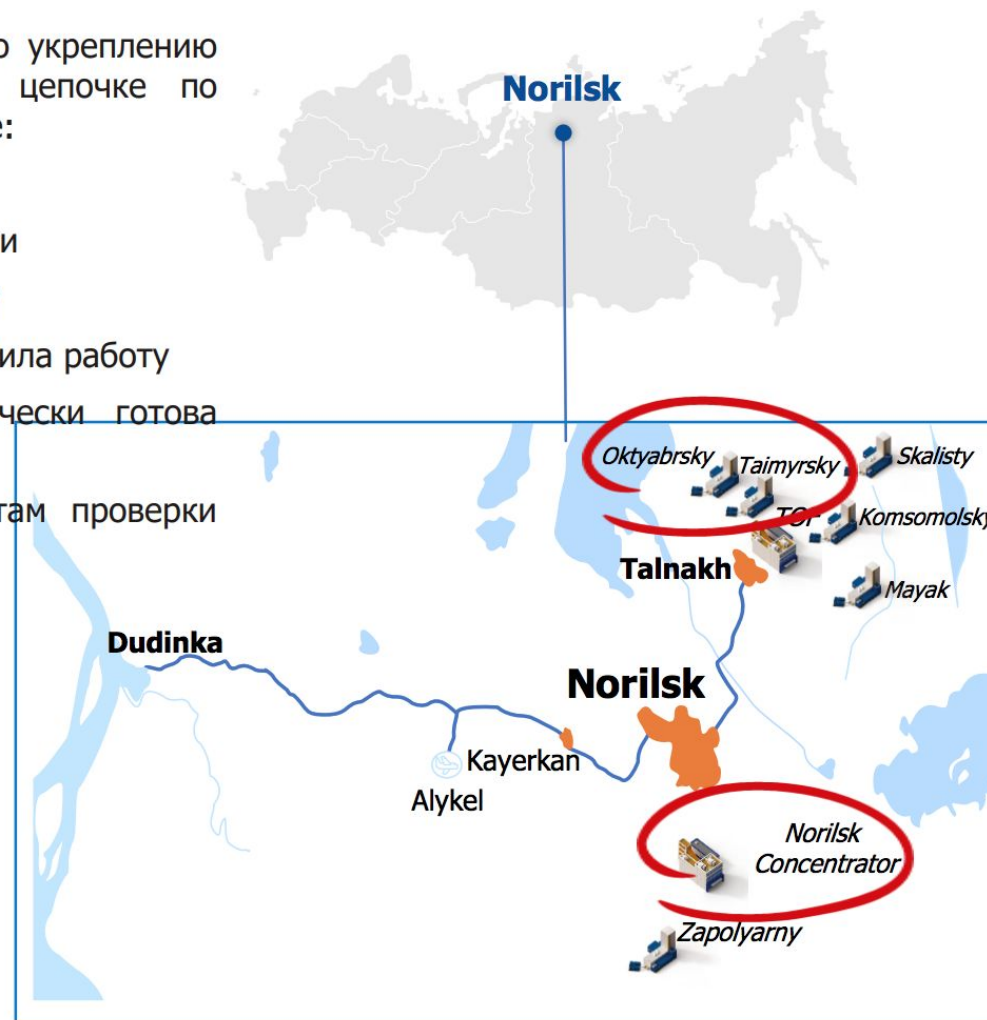 о укреплению
цепочке по
е:
и
ила работу
чески готова
там проверки
Norilsk
Oktyabrsky
Taimyrsky
Skalisty
Komsomolsky
Talnakh
Mayak
Dudinka
Norilsk
Kayerkan
Alykel
Norilsk
Concentrator
Zapolyarny